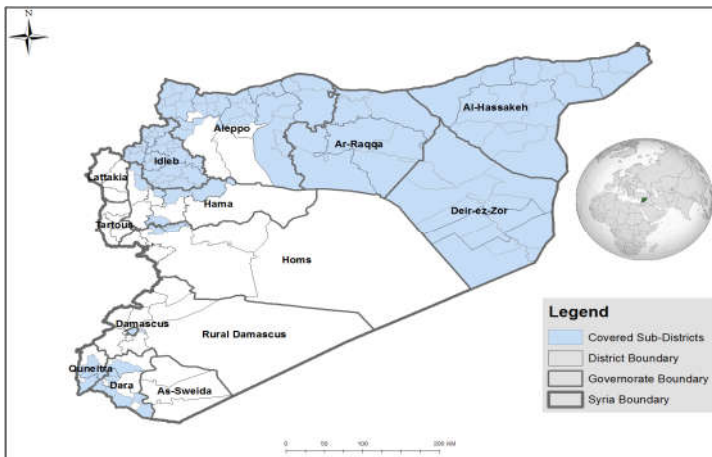 N
Al-Hassakeh
Aleppo
Ar-Raqqa
Idleb
Lattakia
Hama
Deir-ez-Zor
Tartous
Homs
Damascus
Rural Damascus
Quneitra
Dara
As-Sweida
Legend
Covered Sub-Districts
District Boundary
Governorate Boundary
Syria Boundary
0 50 100 200 KM